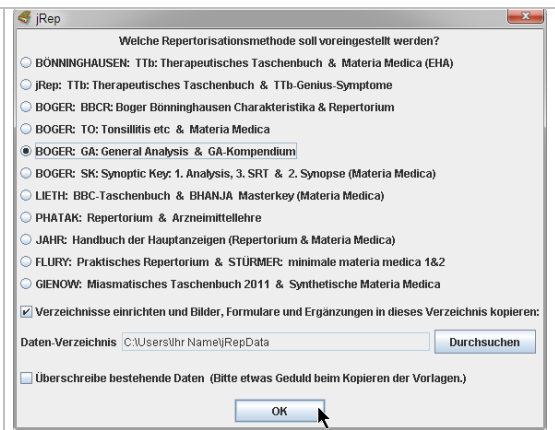 jRep
Welche Repertorisationsmethode soll voreingestellt werden?
BÖNNINGHAUSEN: TTb: Therapeutisches Taschenbuch & Materia Medica (EHA)
jRep: TTb: Therapeutisches Taschenbuch & TTb-Genius-Symptome
BOGER: BBCR: Boger Bönninghausen Charakteristika & Repertorium
BOGER: TO: Tonsillitis etc & Materia Medica
BOGER: GA: General Analysis & GA-Kompendium
BOGER: SK: Synoptic Key: 1. Analysis, 3. SRT & 2. Synopse (Materia Medica)
LIETH: BBC-Taschenbuch & BHANJA Masterkey (Materia Medica)
PHATAK: Repertorium & Arzneimittellehre
JAHR: Handbuch der Hauptanzeigen (Repertorium & Materia Medica)
FLURY: Praktisches Repertorium & STÜRMER: minimale materia medica 1&2
GIENOW: Miasmatisches Taschenbuch 2011 & Synthetische Materia Medica
Verzeichnisse einrichten und Bilder, Formulare und Ergänzungen in dieses Verzeichnis kopieren:
Daten-Verzeichnis C:\Users\Ihr Name\jRepData Durchsuchen
Überschreibe bestehende Daten (Bitte etwas Geduld beim Kopieren der Vorlagen.)
OK